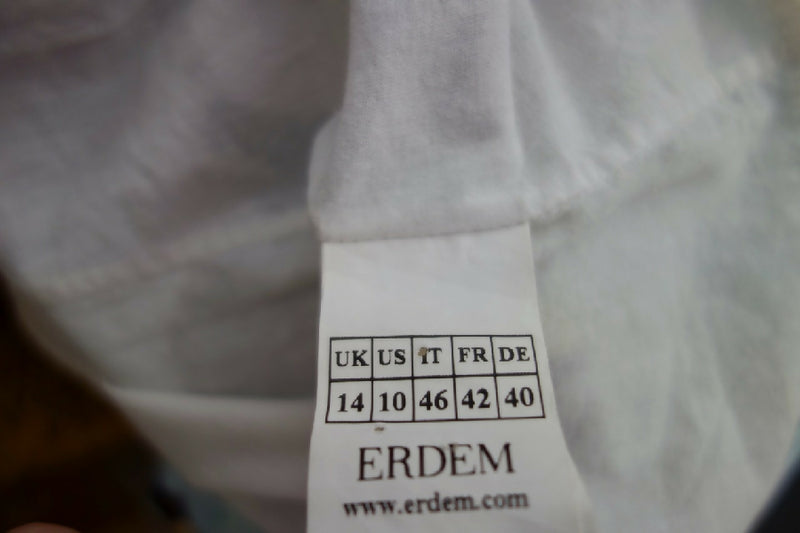 UK US IT FR DE
14 10 46 42 40
ERDEM
www.erdem.com